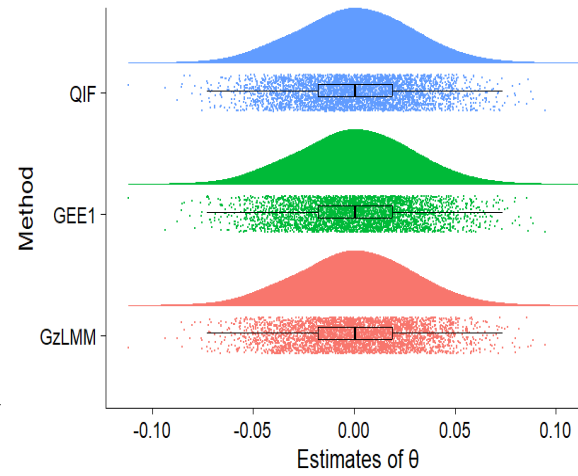 QIF
GEE1
GzLMM
Method
-0.10 -0.05 0.00 0.05 0.10
Estimates of θ